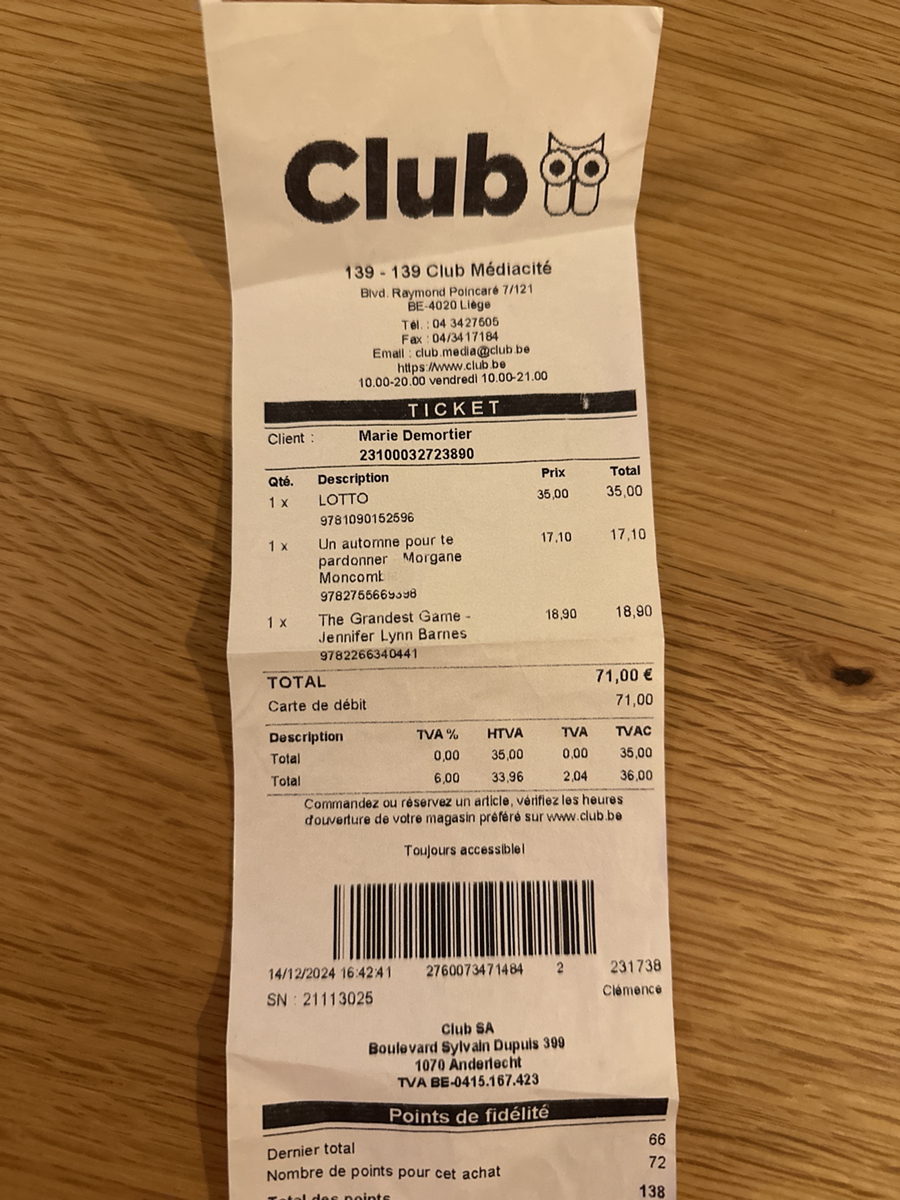 Club
139 - 139 Club Médiacité
Blvd. Raymond Poincaré 7/121
BE-4020 Liège
Tél. : 04 3427605
Fax : 04/3417184
Email : club.media@club.be
https://www.club.be
10.00-20.00 vendredi 10.00-21.00
TICKET
Client : Marie Demortier
23100032723890
Qté. Description Prix Total
1 x LOTTO 35,00 35,00
9781090152596
1 x Un automne pour te 17,10 17,10
pardonner - Morgane
Moncomb
1 x The Grandest Game - 18,90 18,90
Jennifer Lynn Barnes
9782266340441
TOTAL 71,00 €
Carte de débit 71,00
Description TVA % HTVA TVA TVAC
Total 0,00 35,00 0,00 35,00
Total 6,00 33,96 2,04 36,00
Commandez ou réservez un article, vérifiez les heures
d'ouverture de votre magasin préféré sur www.club.be
Toujours accessible!
14/12/2024 16:42:41 2760073471484 2 231738
SN : 21113025 Clémence
Club SA
Boulevard Sylvain Dupuis 399
1070 Anderlecht
TVA BE-0415.167.423
Points de fidélité
Dernier total 66
Nombre de points pour cet achat 72
Total des points 138